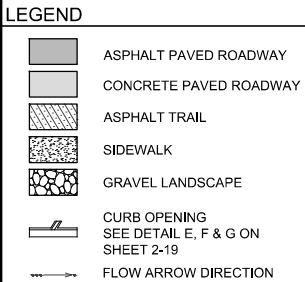 LEGEND
ASPHALT PAVED ROADWAY
CONCRETE PAVED ROADWAY
ASPHALT TRAIL
SIDEWALK
GRAVEL LANDSCAPE
CURB OPENING
SEE DETAIL E, F & G ON
SHEET 2-19
FLOW ARROW DIRECTION